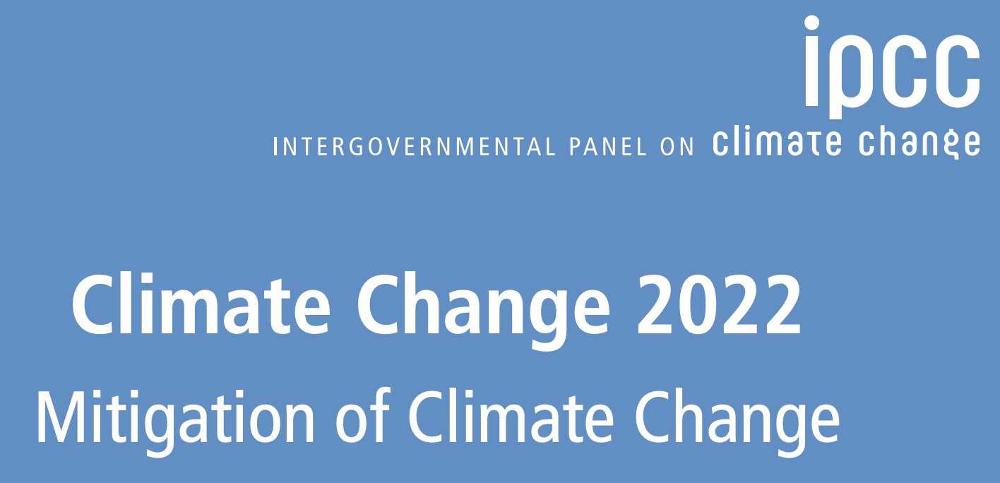 ipcc
INTERGOVERNMENTAL PANEL ON climate change
Climate Change 2022
Mitigation of Climate Change